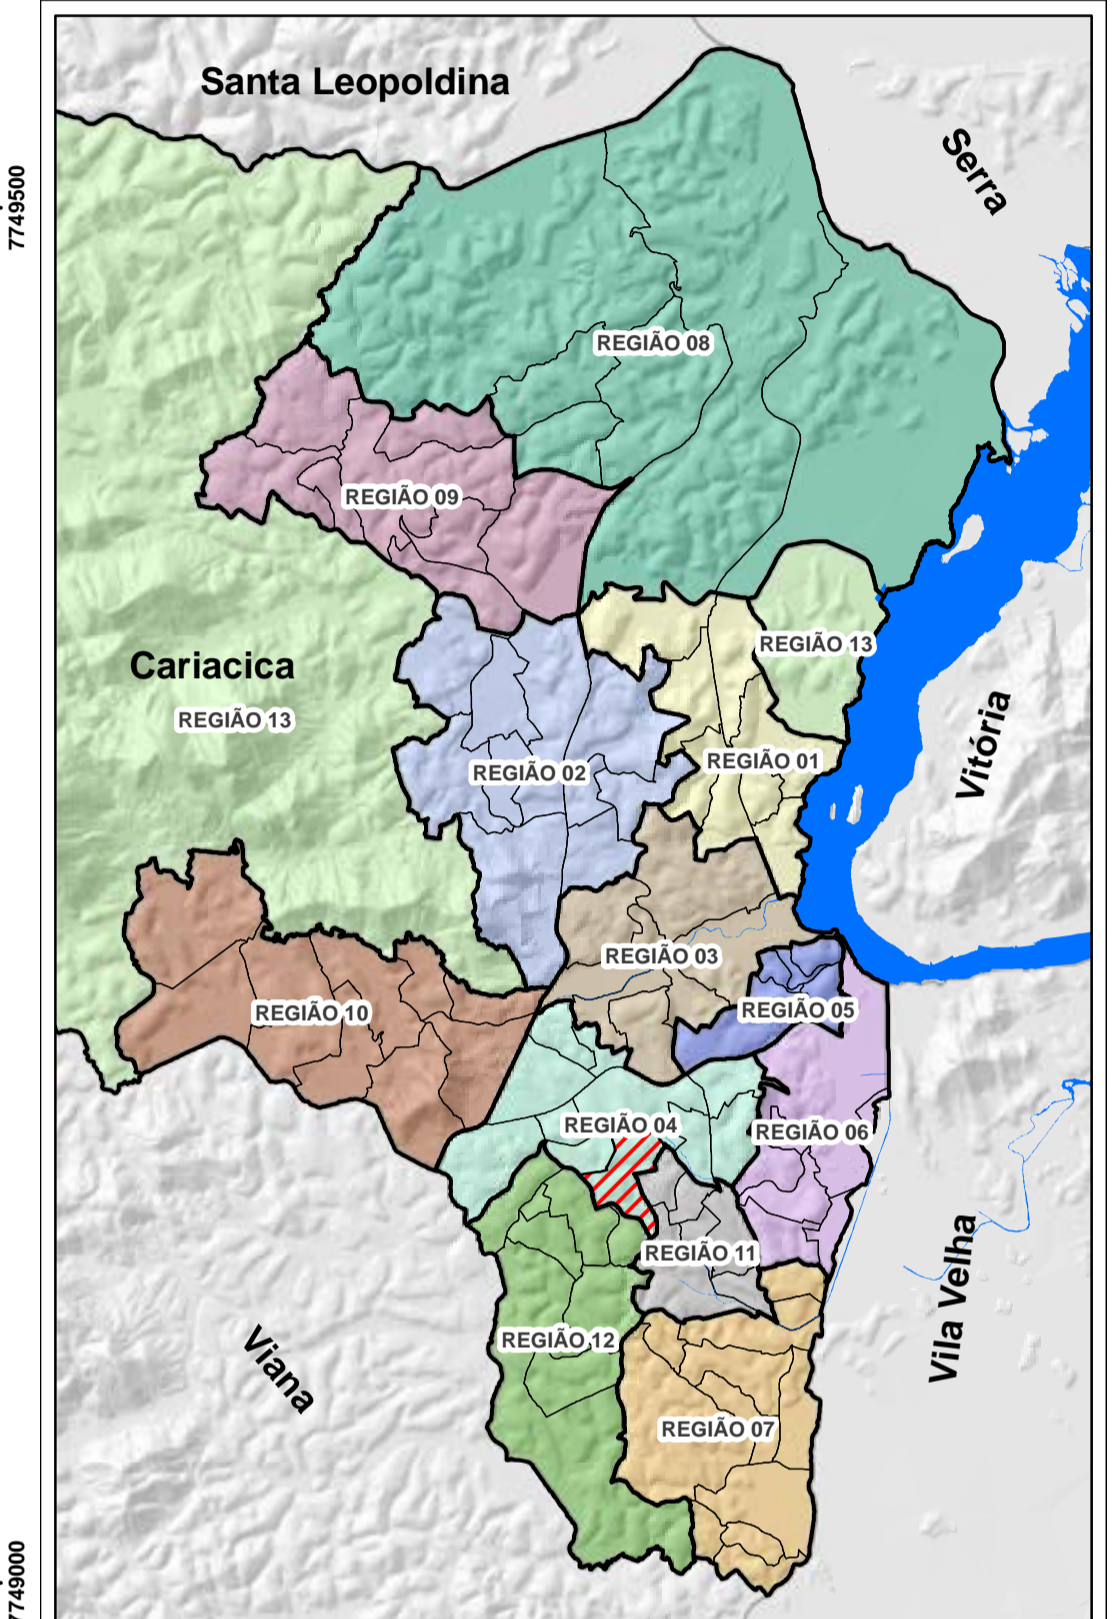 Santa Leopoldina
Serra
7749500
REGIÃO 08
REGIÃO 09
REGIÃO 13
Cariacica
REGIÃO 13
Vitória
REGIÃO 01
REGIÃO 02
REGIÃO 03
REGIÃO 05
REGIÃO 10
REGIÃO 04
REGIÃO 06
REGIÃO 11
Vila Velha
REGIÃO 12
Viana
REGIÃO 07
7749000